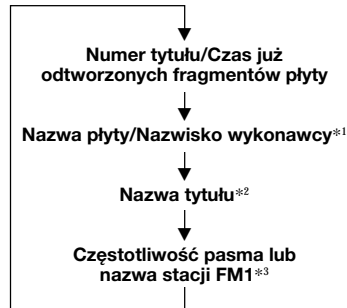 Numer tytułu/Czas już
odtworzonych fragmentów płyty
Nazwa płyty/Nazwisko wykonawcy*1
Nazwa tytułu*2
Częstotliwość pasma lub
nazwa stacji FM1*3